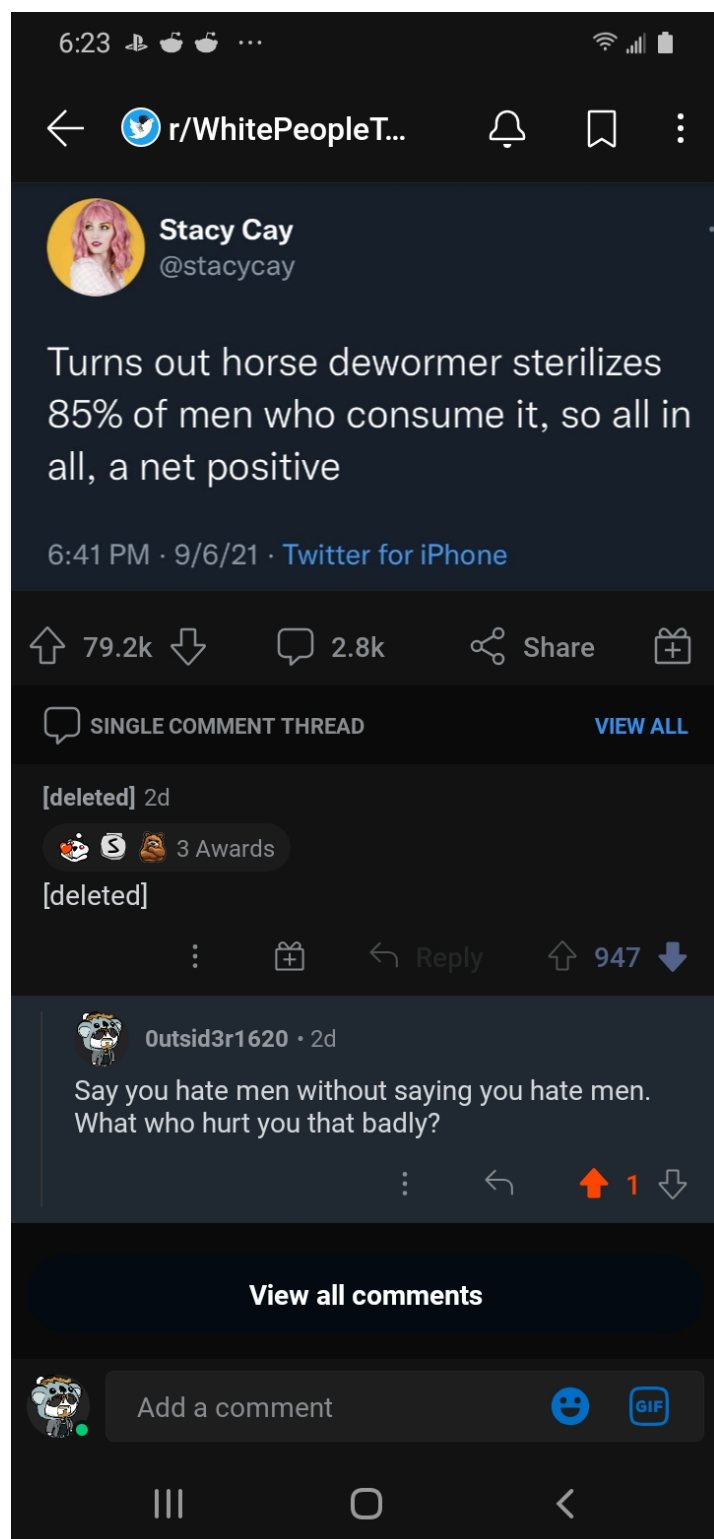 6:23
r/WhitePeopleT...
Stacy Cay
@stacycay
Turns out horse dewormer sterilizes
85% of men who consume it, so all in
all, a net positive
6:41 PM · 9/6/21 · Twitter for iPhone
79.2k 2.8k Share
SINGLE COMMENT THREAD VIEW ALL
[deleted] 2d
S 3 Awards
[deleted]
Reply 947
0utsid3r1620 • 2d
Say you hate men without saying you hate men.
What who hurt you that badly?
1
View all comments
Add a comment GIF